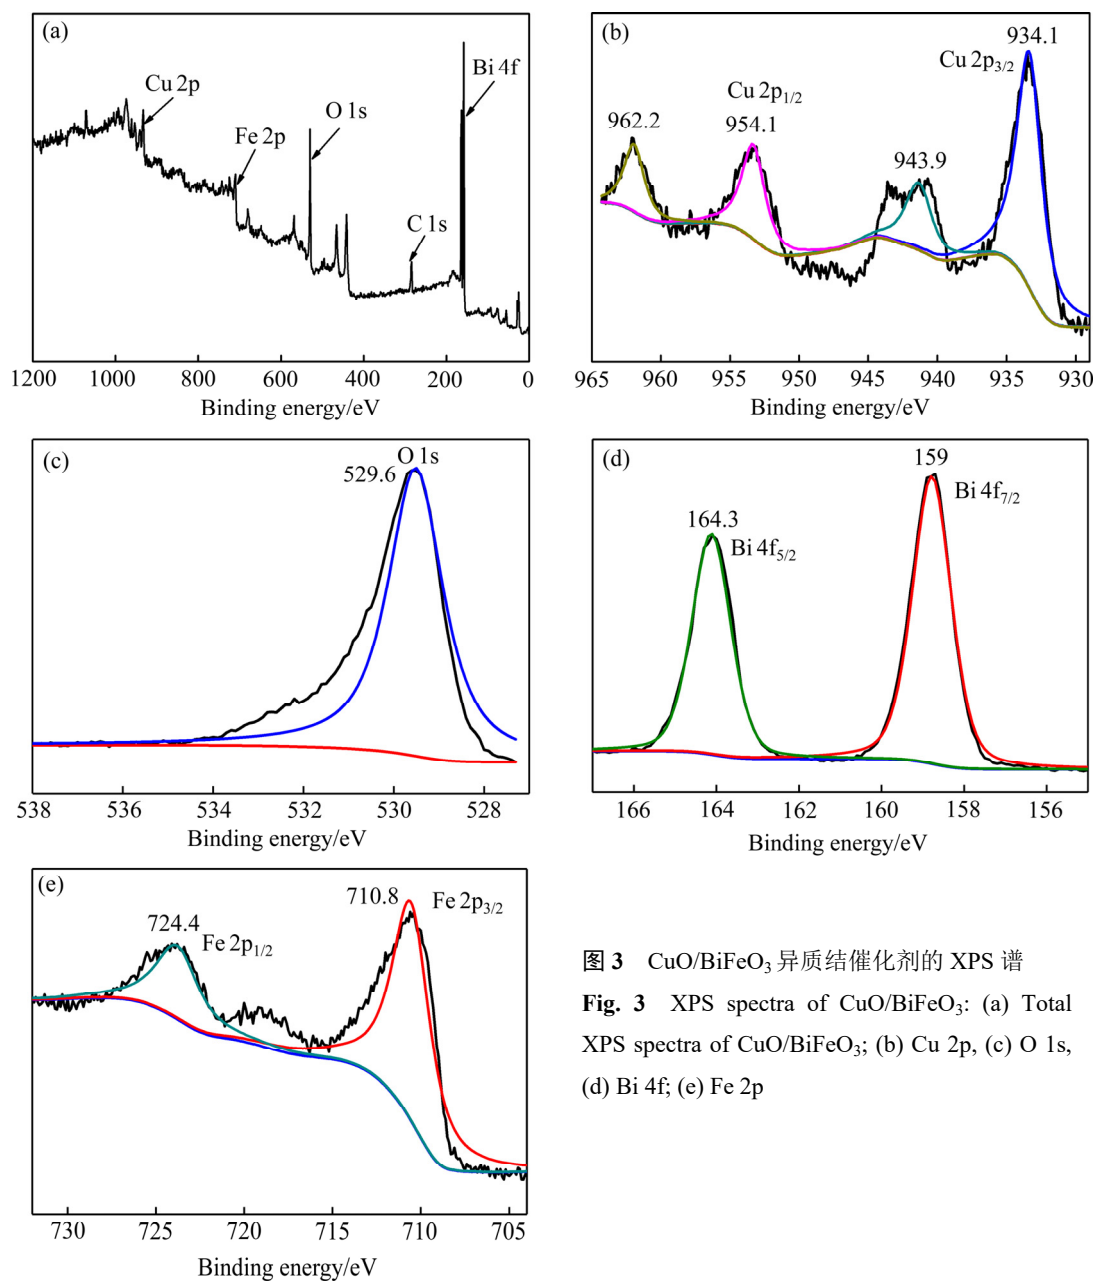 (a)
Cu 2p
Fe 2p
O 1s
C 1s
Bi 4f
1200 1000 800 600 400 200 0
Binding energy/eV
(b)
962.2
Cu 2p1/2
954.1
943.9
934.1
Cu 2p3/2
965 960 955 950 945 940 935 930
Binding energy/eV
(c)
O 1s
529.6
538 536 534 532 530 528
Binding energy/eV
(d)
159
Bi 4f7/2
164.3
Bi 4f5/2
166 164 162 160 158 156
Binding energy/eV
(e)
724.4
Fe 2p1/2
710.8
Fe 2p3/2
730 725 720 715 710 705
Binding energy/eV
图 3 CuO/BiFeO3 异质结催化剂的 XPS 谱
Fig. 3 XPS spectra of CuO/BiFeO3: (a) Total
XPS spectra of CuO/BiFeO3; (b) Cu 2p, (c) O 1s,
(d) Bi 4f; (e) Fe 2p